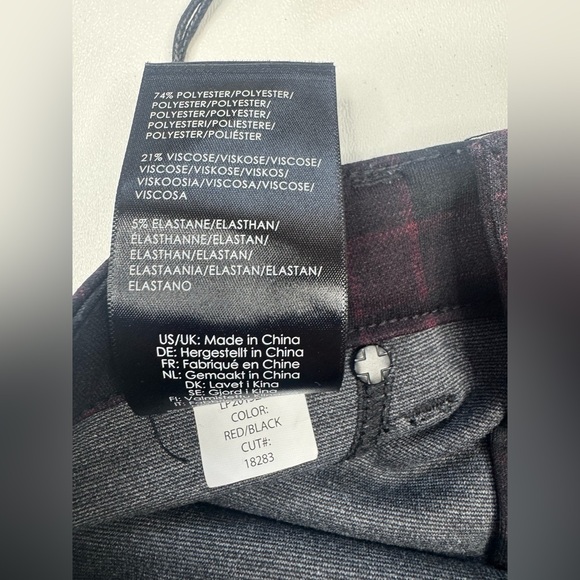 74% POLYESTER/POLYESTER/
POLYESTER/POLYESTER/
POLYESTER/POLYESTER/
POLYESTERI/POLIESTERE/
POLYESTER/POLIÉSTER
21% VISCOSE/VISKOSE/VISCOSE/
VISCOSE/VISKOSE/VISKOS/
VISKOOSIA/VISCOSA/VISCOSE/
VISCOSA
5% ELASTANE/ELASTHAN/
ÉLASTHANNE/ELASTAN/
ELASTHAN/ELASTAN/
ELASTAANIA/ELASTAN/ELASTAN/
ELASTANO
US/UK: Made in China
DE: Hergestellt in China
FR: Fabriqué en Chine
NL: Gemaakt in China
DK: Lavet i Kina
SE: Gjord i Kina
FI:
COLOR:
RED/BLACK
CUT#:
18283